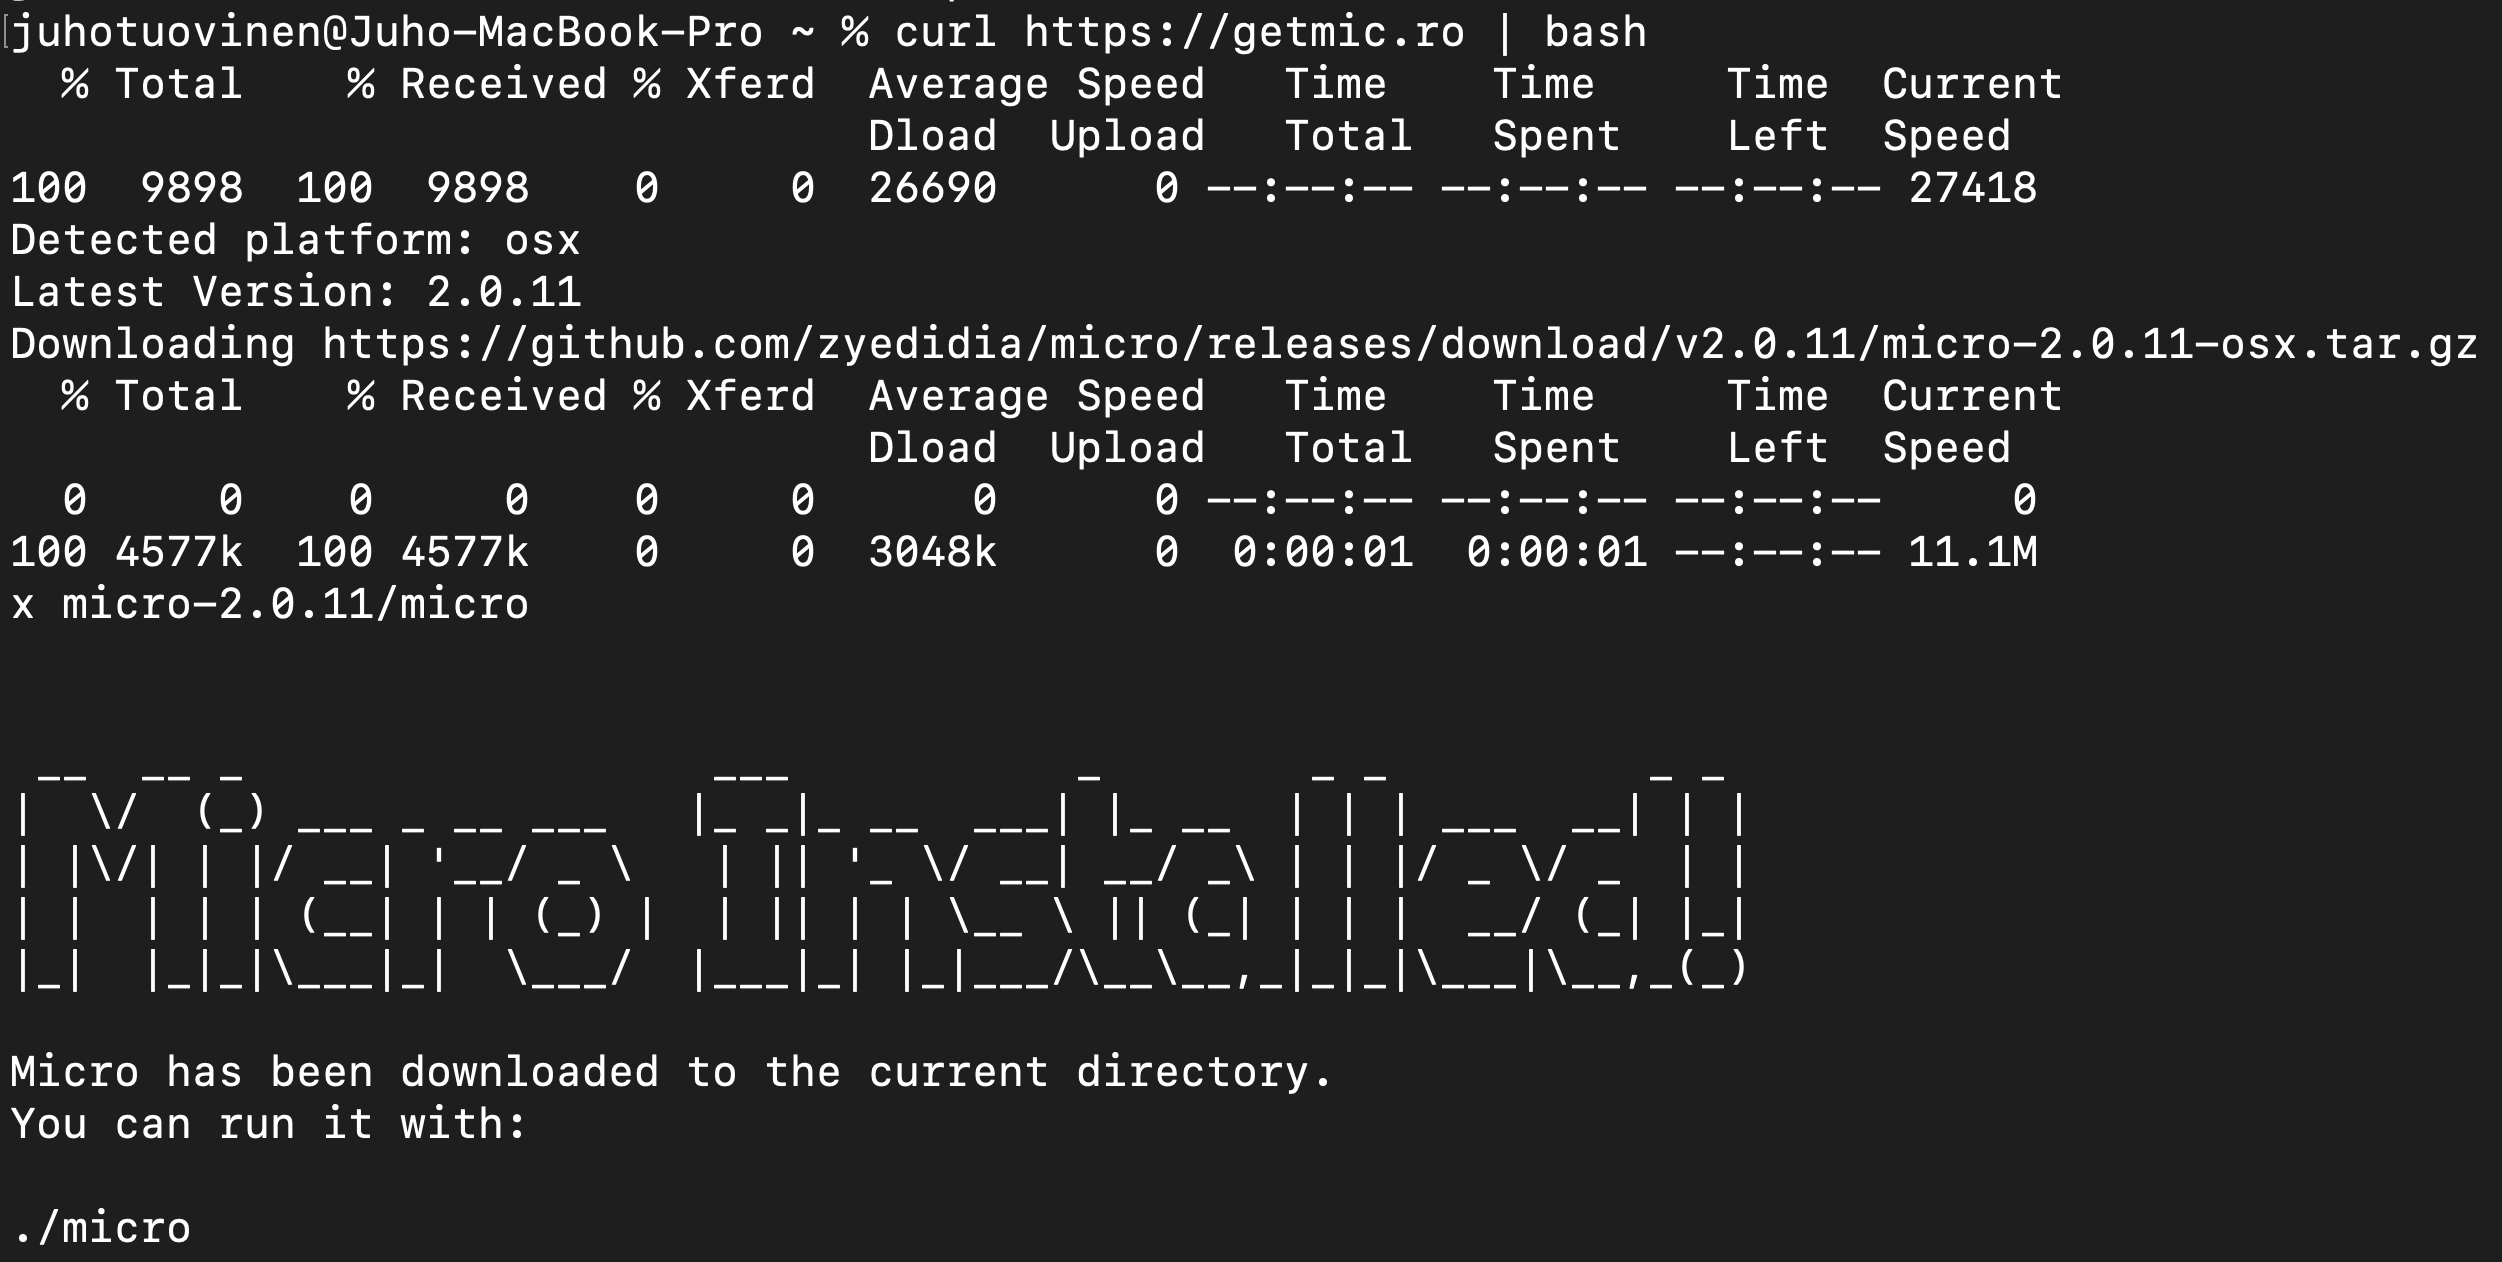 juhotuovinen@Juho-MacBook-Pro ~ % curl https://getmic.ro | bash
  % Total    % Received % Xferd  Average Speed   Time    Time     Time  Current
                                 Dload  Upload   Total   Spent    Left  Speed
100  9898  100  9898    0     0  26690      0 --:--:-- --:--:-- --:--:-- 27418
Detected platform: osx
Latest Version: 2.0.11
Downloading https://github.com/zyedidia/micro/releases/download/v2.0.11/micro-2.0.11-osx.tar.gz
  % Total    % Received % Xferd  Average Speed   Time    Time     Time  Current
                                 Dload  Upload   Total   Spent    Left  Speed
  0     0    0     0    0     0      0      0 --:--:-- --:--:-- --:--:--     0
100 4577k  100 4577k    0     0  3048k      0  0:00:01  0:00:01 --:--:-- 11.1M
x micro-2.0.11/micro
Micro Installed!
Micro has been downloaded to the current directory.
You can run it with:
./micro